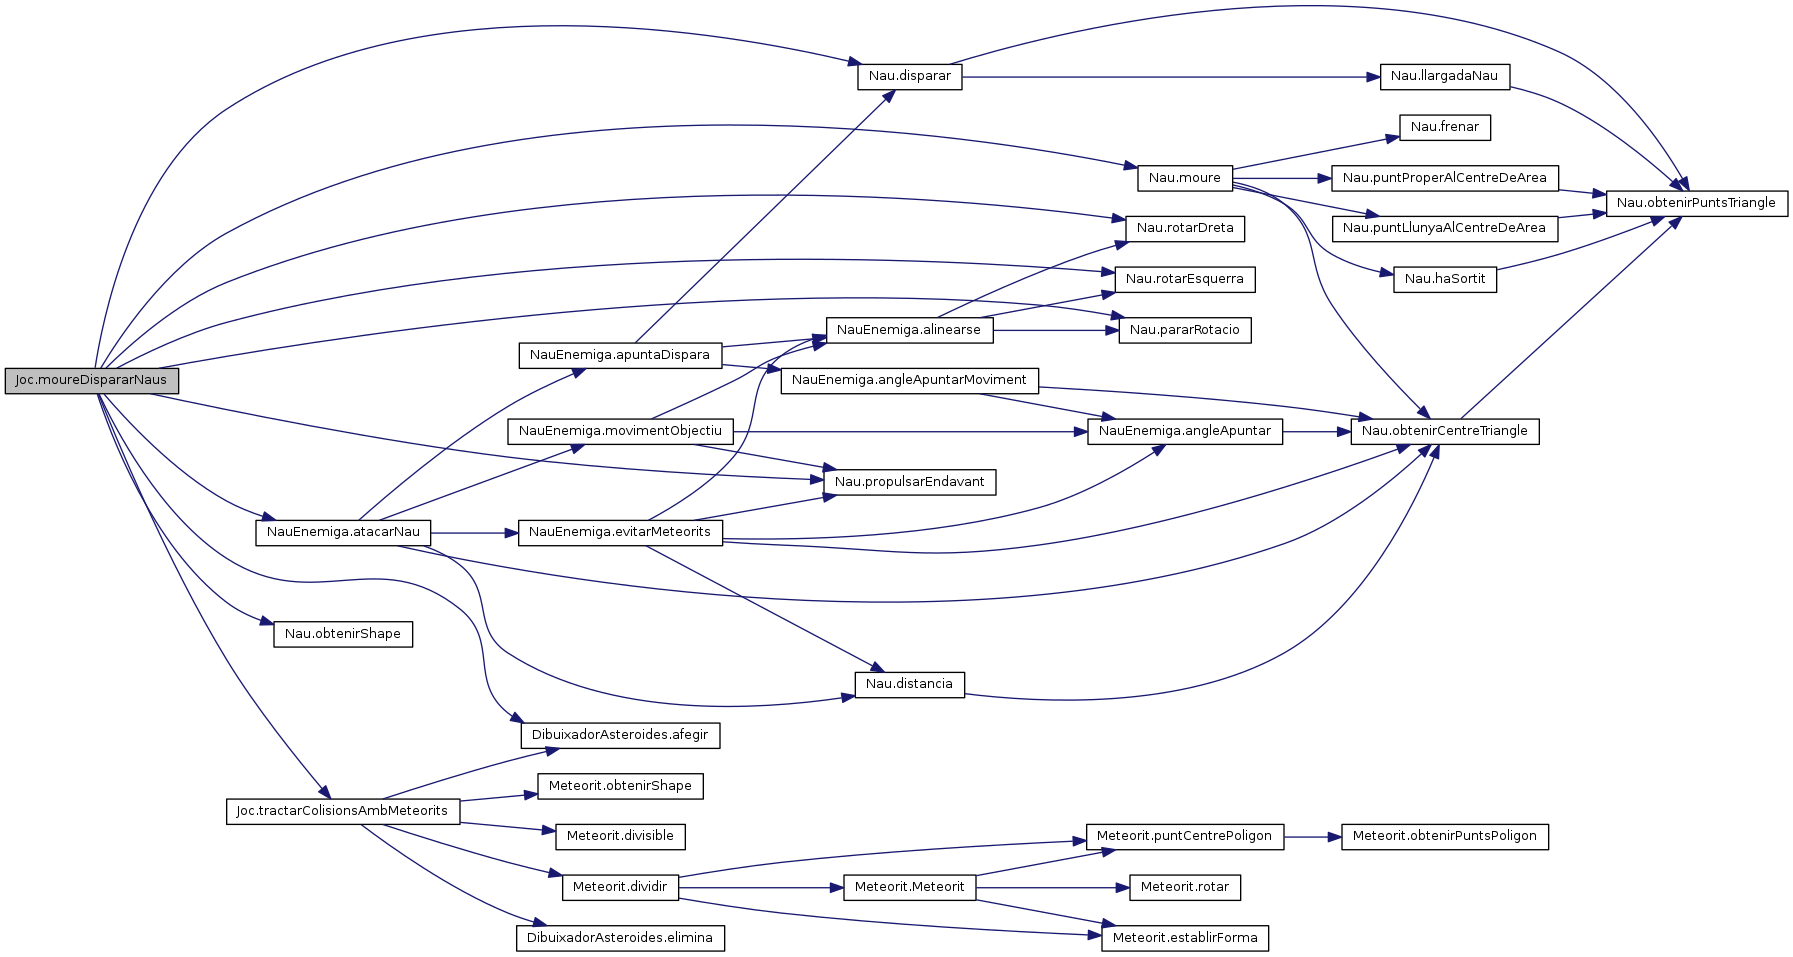 Nau.disparar
Nau.llargadaNau
Nau.frenar
Nau.moure
Nau.puntProperAlCentreDeArea
Nau.obtenirPuntsTriangle
Nau.rotarDreta
Nau.puntLlunyaAlCentreDeArea
Nau.rotarEsquerra
Nau.haSortit
NauEnemiga.alinearse
Nau.pararRotacio
NauEnemiga.apuntaDispara
Joc.moureDispararNaus
NauEnemiga.angleApuntarMoviment
NauEnemiga.movimentObjectiu
NauEnemiga.angleApuntar
Nau.obtenirCentreTriangle
Nau.propulsarEndavant
NauEnemiga.atacarNau
NauEnemiga.evitarMeteorits
Nau.obtenirShape
Nau.distancia
DibuixadorAsteroides.afegir
Meteorit.obtenirShape
Joc.tractarColisionsAmbMeteorits
Meteorit.divisible
Meteorit.puntCentrePoligon
Meteorit.obtenirPuntsPoligon
Meteorit.dividir
Meteorit.Meteorit
Meteorit.rotar
DibuixadorAsteroides.elimina
Meteorit.establirForma